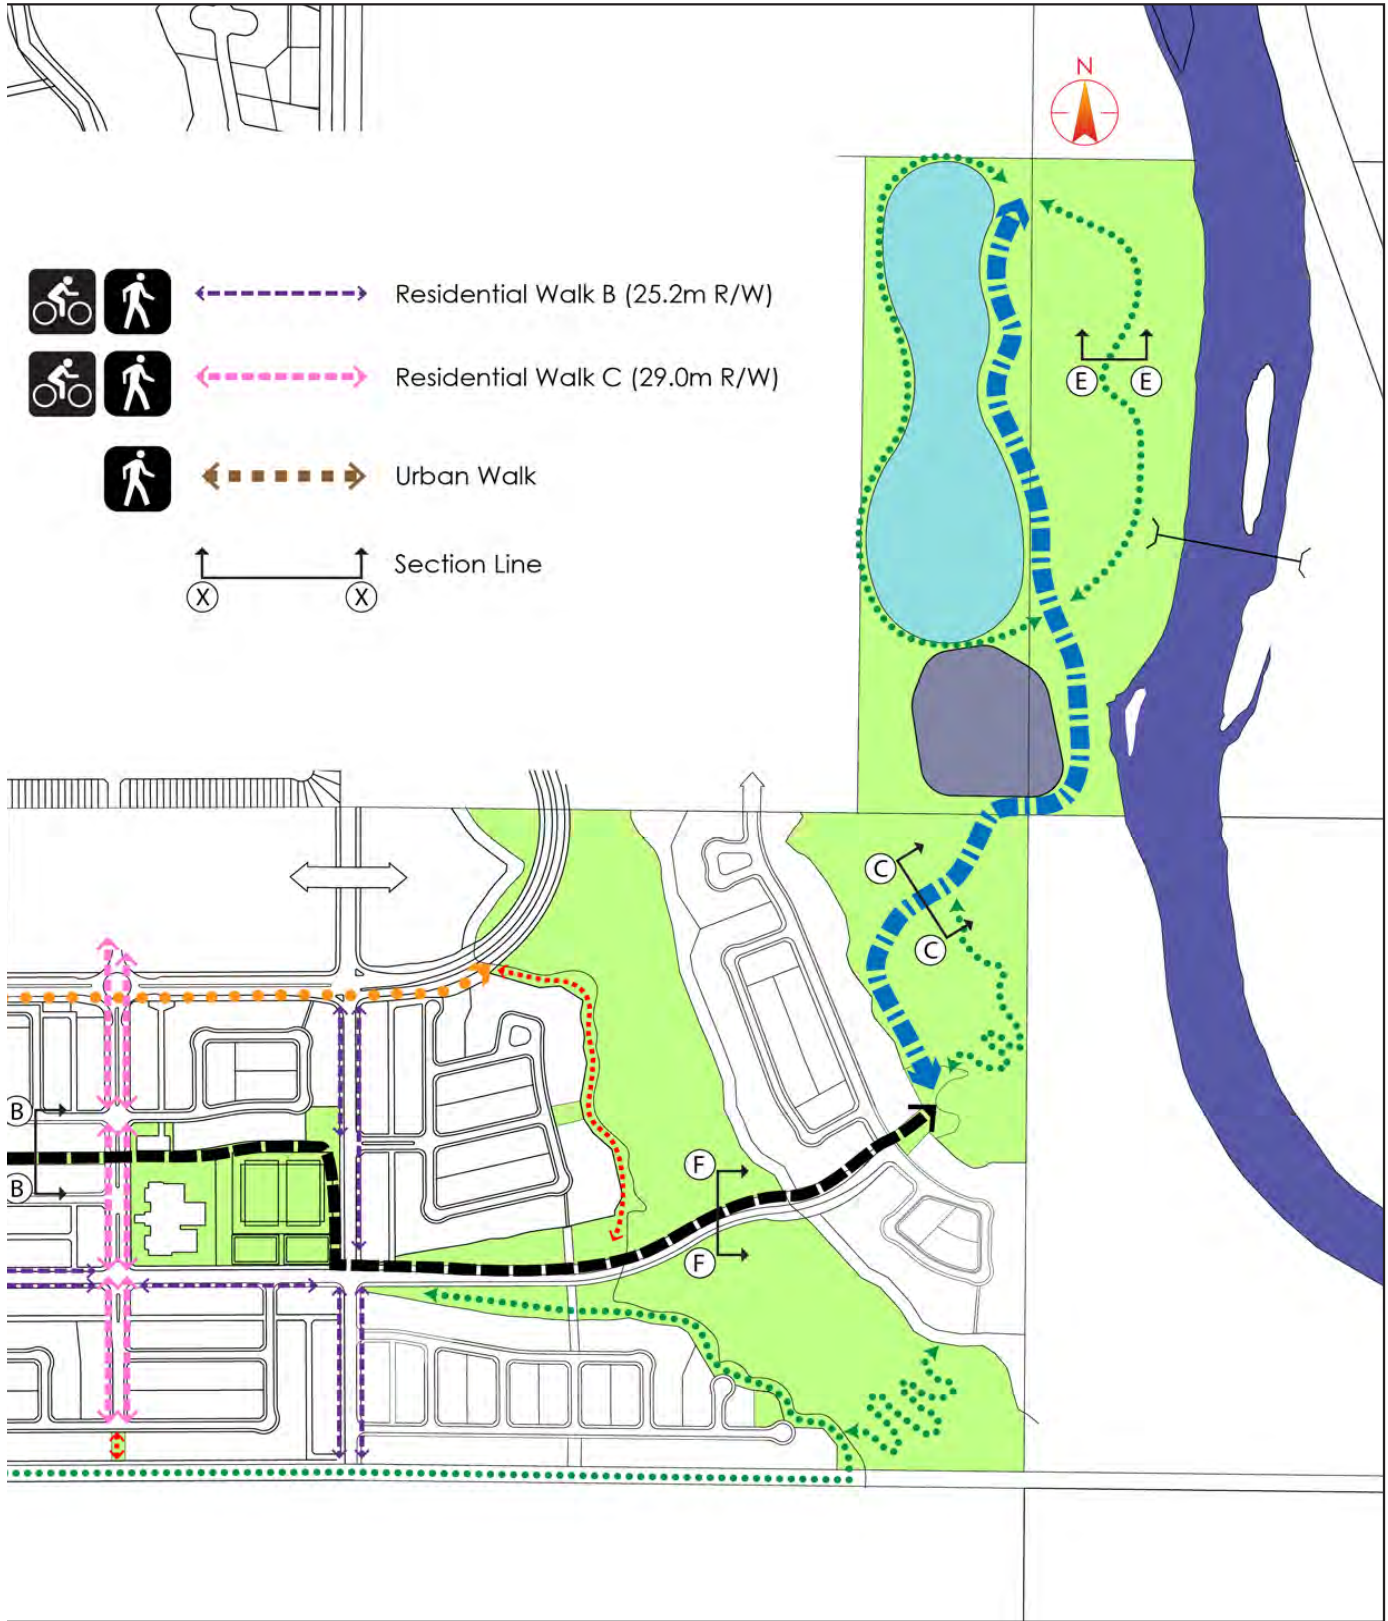 N
Residential Walk B (25.2m R/W)
Residential Walk C (29.0m R/W)
Urban Walk
Section Line
X X
E E
C
C
B
B
F
F